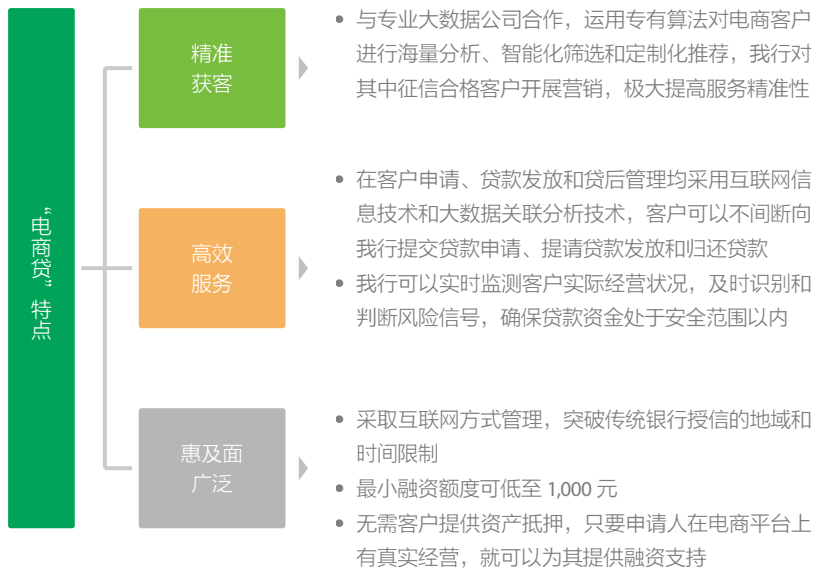 “电商贷”特点
精准
获客
与专业大数据公司合作，运用专有算法对电商客户
进行海量分析、智能化筛选和定制化推荐，我行对
其中征信合格客户开展营销，极大提高服务精准性
高效
服务
在客户申请、贷款发放和贷后管理均采用互联网信
息技术和大数据关联分析技术，客户可以不间断向
我行提交贷款申请、提请贷款发放和归还贷款
我行可以实时监测客户实际经营状况，及时识别和
判断风险信号，确保贷款资金处于安全范围以内
惠及面
广泛
采取互联网方式管理，突破传统银行授信的地域和
时间限制
最小融资额度可低至 1,000 元
无需客户提供资产抵押，只要申请人在电商平台上
有真实经营，就可以为其提供融资支持